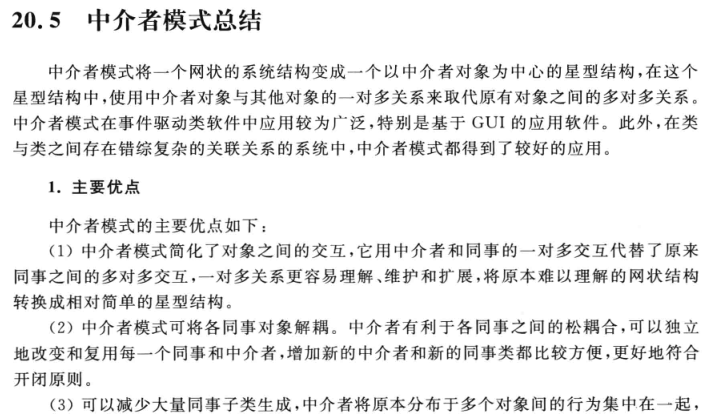 20.5 中介者模式总结
中介者模式将一个网状的系统结构变成一个以中介者对象为中心的星型结构,在这个
星型结构中,使用中介者对象与其他对象的一对多关系来取代原有对象之间的多对多关系。
中介者模式在事件驱动类软件中应用较为广泛,特别是基于 GUI 的应用软件。此外,在类
与类之间存在错综复杂的关联关系的系统中,中介者模式都得到了较好的应用。
1. 主要优点
中介者模式的主要优点如下:
(1) 中介者模式简化了对象之间的交互,它用中介者和同事的一对多交互代替了原来
同事之间的多对多交互,一对多关系更容易理解、维护和扩展,将原本难以理解的网状结构
转换成相对简单的星型结构。
(2) 中介者模式可将各同事对象解耦。中介者有利于各同事之间的松耦合,可以独立
地改变和复用每一个同事和中介者,增加新的中介者和新的同事类都比较方便,更好地符合
开闭原则。
(3) 可以减少大量同事子类生成,中介者将原本分布于多个对象间的行为集中在一起,